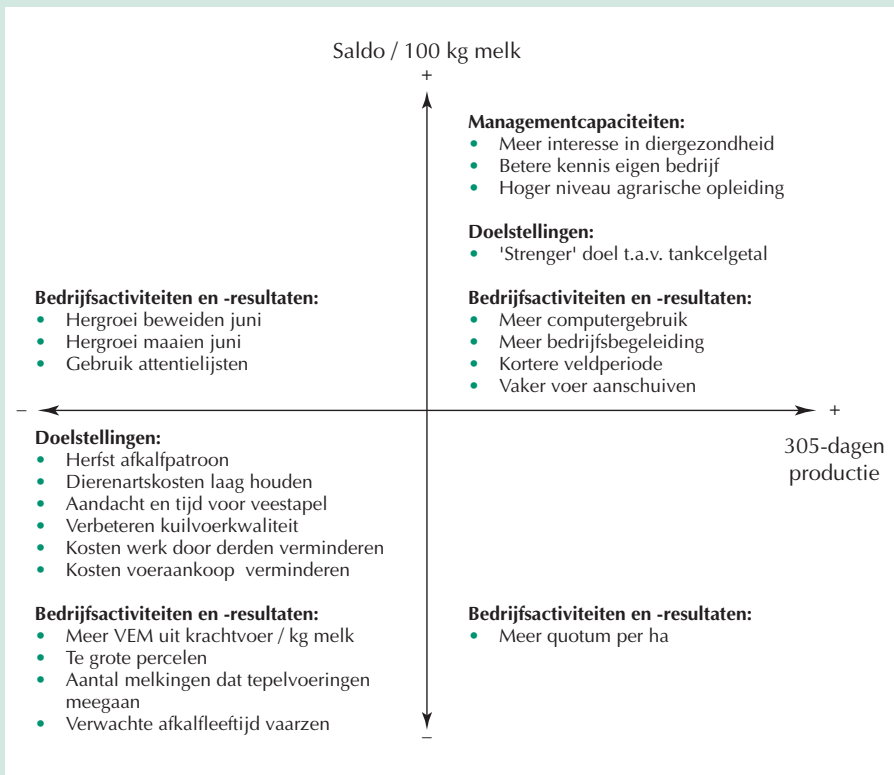 Saldo / 100 kg melk
+
Managementcapaciteiten:
• Meer interesse in diergezondheid
• Betere kennis eigen bedrijf
• Hoger niveau agrarische opleiding
Doelstellingen:
• 'Strenger' doel t.a.v. tankcelgetal
Bedrijfsactiviteiten en -resultaten:
• Hergroei beweiden juni
• Hergroei maaien juni
• Gebruik attentielijsten
Bedrijfsactiviteiten en -resultaten:
• Meer computergebruik
• Meer bedrijfsbegeleiding
• Kortere veldperiode
• Vaker voer aanschuiven
–
+
305-dagen
productie
Doelstellingen:
• Herfst afkalfpatroon
• Dierenartskosten laag houden
• Aandacht en tijd voor veestapel
• Verbeteren kuilvoerkwaliteit
• Kosten werk door derden verminderen
• Kosten voeraankoop verminderen
Bedrijfsactiviteiten en -resultaten:
• Meer VEM uit krachtvoer / kg melk
• Te grote percelen
• Aantal melkingen dat tepelvoeringen
meegaan
• Verwachte afkalfleeftijd vaarzen
Bedrijfsactiviteiten en -resultaten:
• Meer quotum per ha
–